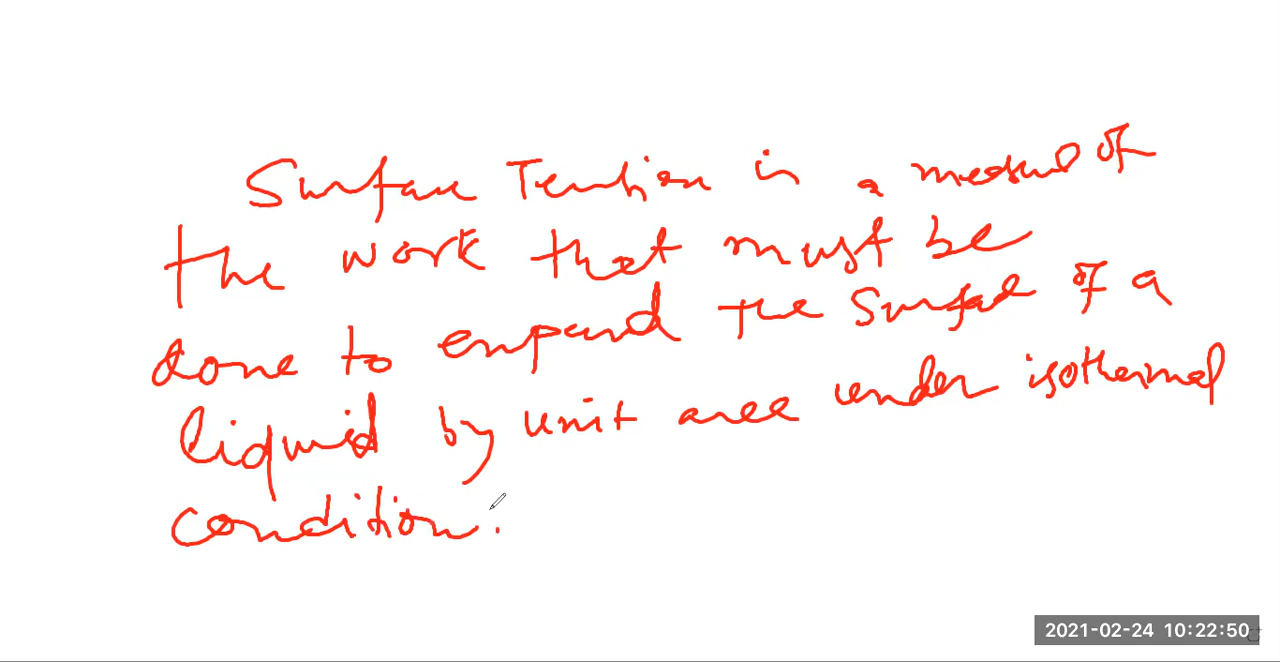 Surface Tension is a measure of
the work that must be
done to expand the surface of a
liquid by unit area under isothermal
condition.
2021-02-24 10:22:50